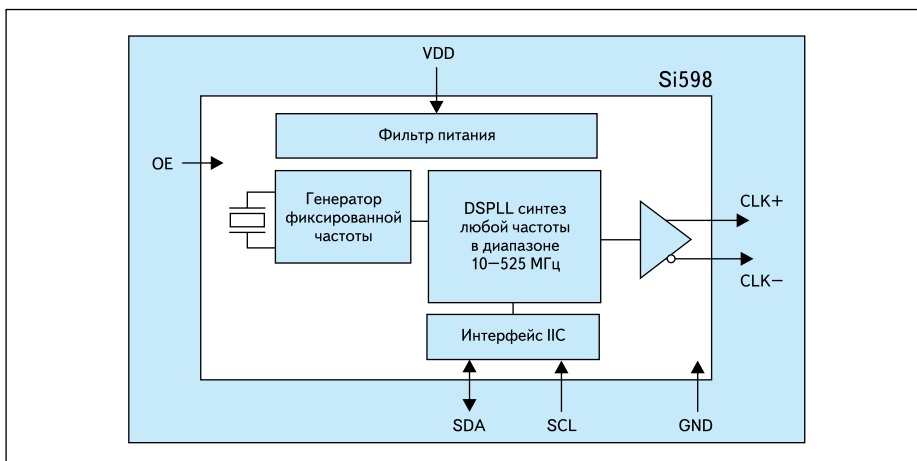 VDD
Si598
Фильтр питания
OE
Генератор
фиксированной
частоты
DSPLL синтез
любой частоты
в диапазоне
10—525 МГц
CLK+
CLK—
Интерфейс IIC
SDA
SCL
GND